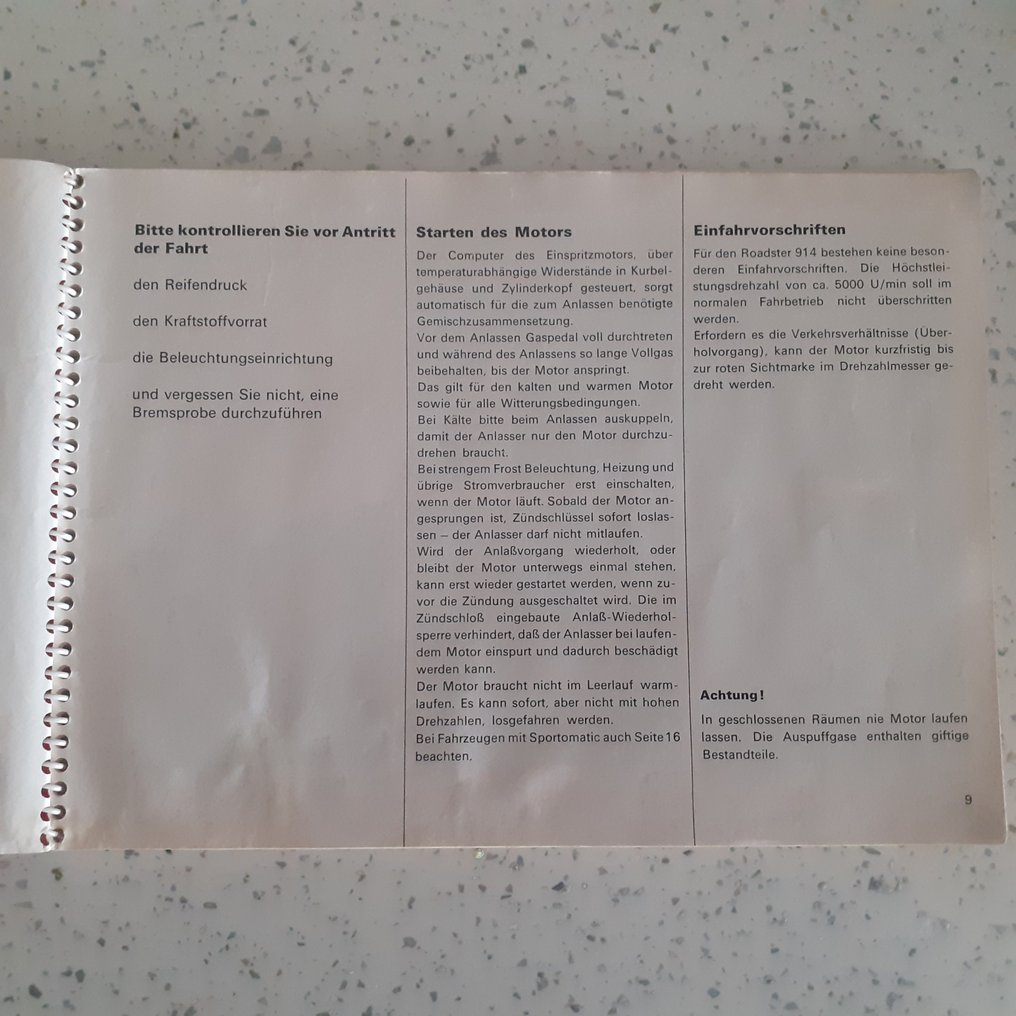 Bitte kontrollieren Sie vor Antritt
der Fahrt
den Reifendruck
den Kraftstoffvorrat
die Beleuchtungseinrichtung
und vergessen Sie nicht, eine
Bremsprobe durchzuführen
Starten des Motors
Der Computer des Einspritzmotors, über
temperaturabhängige Widerstände in Kurbel-
gehäuse und Zylinderkopf gesteuert, sorgt
automatisch für die zum Anlassen benötigte
Gemischzusammensetzung.
Vor dem Anlassen Gaspedal voll durchtreten
und während des Anlassens so lange Vollgas
beibehalten, bis der Motor anspringt.
Das gilt für den kalten und warmen Motor
sowie für alle Witterungsbedingungen.
Bei Kälte bitte beim Anlassen auskuppeln,
damit der Anlasser nur den Motor durchzu-
drehen braucht.
Bei strengem Frost Beleuchtung, Heizung und
übrige Stromverbraucher erst einschalten,
wenn der Motor läuft. Sobald der Motor an-
gesprungen ist, Zündschlüssel sofort loslas-
sen – der Anlasser darf nicht mitlaufen.
Wird der Anlaßvorgang wiederholt, oder
bleibt der Motor unterwegs einmal stehen,
kann erst wieder gestartet werden, wenn zu-
vor die Zündung ausgeschaltet wird. Die im
Zündschloß eingebaute Anlaß-Wiederhol-
sperre verhindert, daß der Anlasser bei laufen-
dem Motor einspurt und dadurch beschädigt
werden kann.
Der Motor braucht nicht im Leerlauf warm-
laufen. Es kann sofort, aber nicht mit hohen
Drehzahlen, losgefahren werden.
Bei Fahrzeugen mit Sportomatic auch Seite 16
beachten.
Einfahrvorschriften
Für den Roadster 914 bestehen keine beson-
deren Einfahrvorschriften. Die Höchstlei-
stungsdrehzahl von ca. 5000 U/min soll im
normalen Fahrbetrieb nicht überschritten
werden.
Erfordern es die Verkehrsverhältnisse (Über-
holvorgang), kann der Motor kurzfristig bis
zur roten Sichtmarke im Drehzahlmesser ge-
dreht werden.
Achtung!
In geschlossenen Räumen nie Motor laufen
lassen. Die Auspuffgase enthalten giftige
Bestandteile.
9